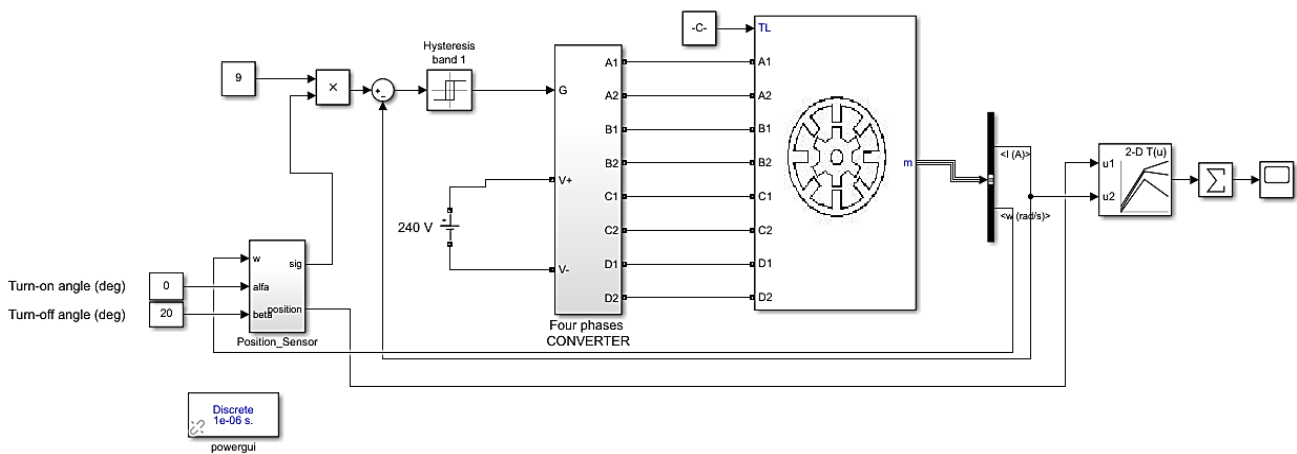 -C-
TL
Hysteresis
band 1
9
×
G
A1
A2
B1
B2
C1
C2
D1
D2
V+
V-
240 V
Four phases
CONVERTER
A1
A2
B1
B2
C1
C2
D1
D2
m
<I (A)>
<w (rad/s)>
2-D T(u)
u1
u2
Σ
w
sig
alfa
position
beta
Position_Sensor
Turn-on angle (deg)
0
Turn-off angle (deg)
20
Discrete
1e-06 s.
powergui